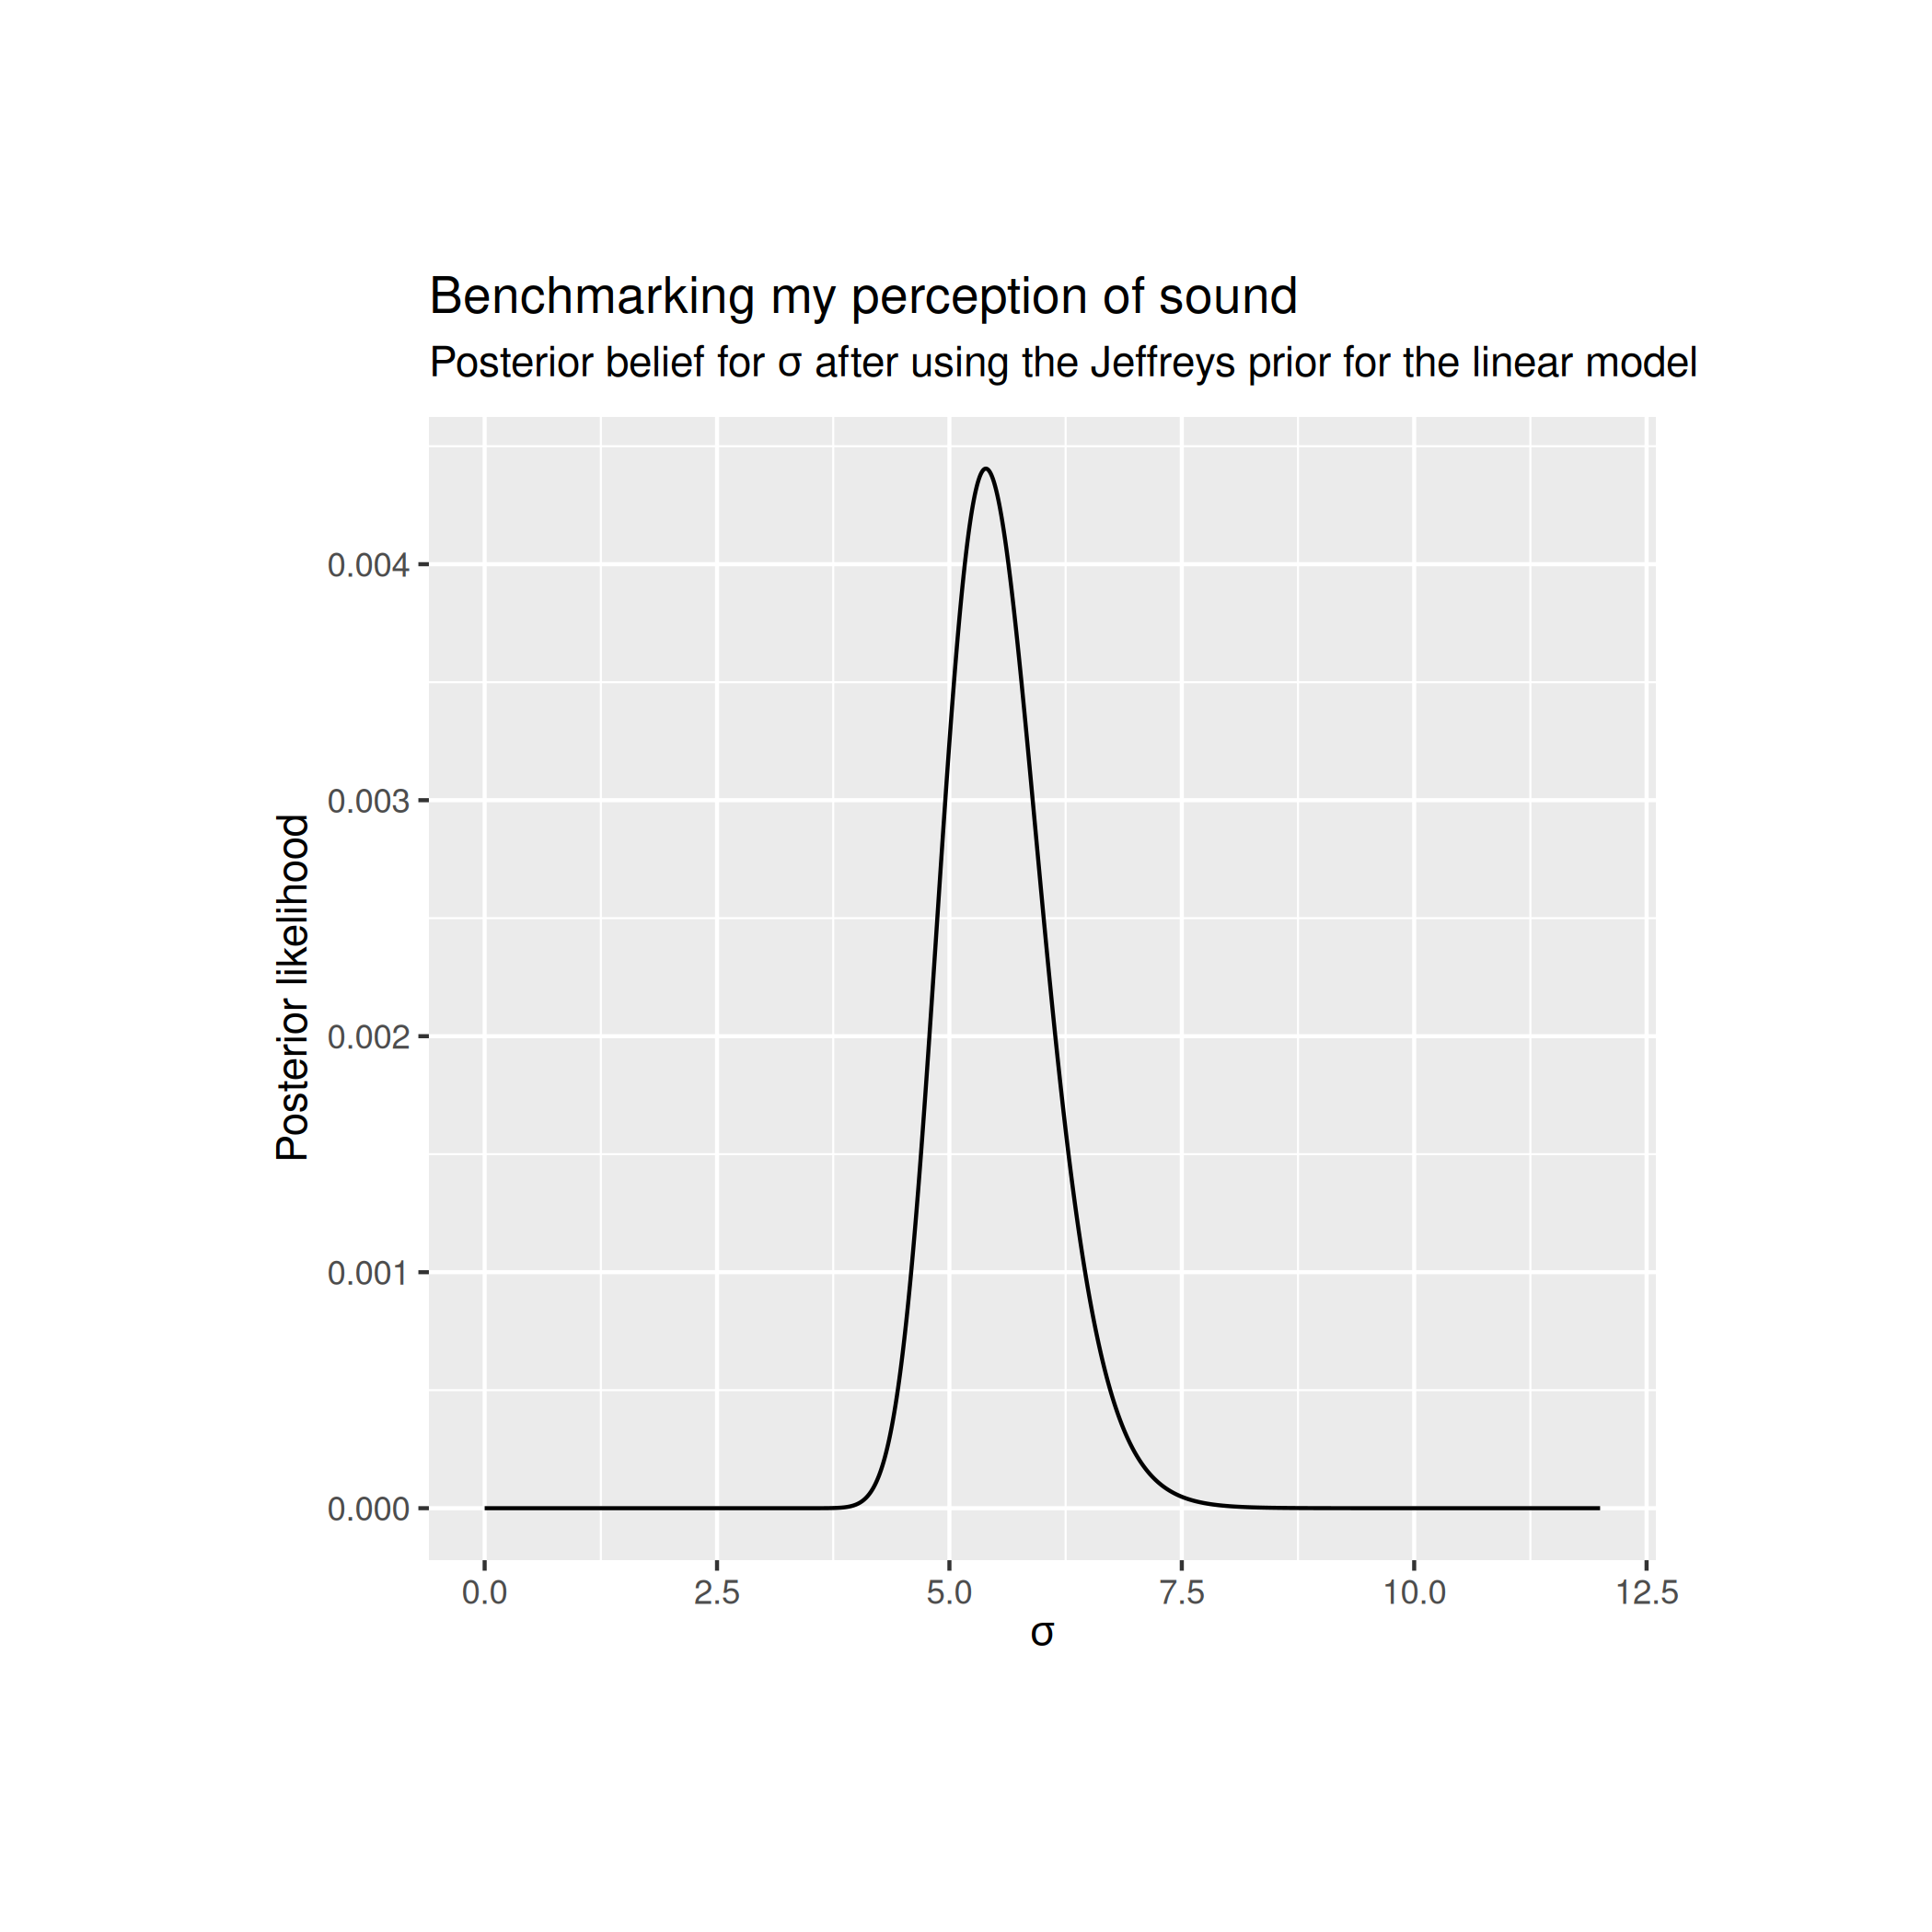 Benchmarking my perception of sound
Posterior belief for σ after using the Jeffreys prior for the linear model
Posterior likelihood
0.004
0.003
0.002
0.001
0.000
0.0
2.5
5.0
7.5
10.0
12.5
σ